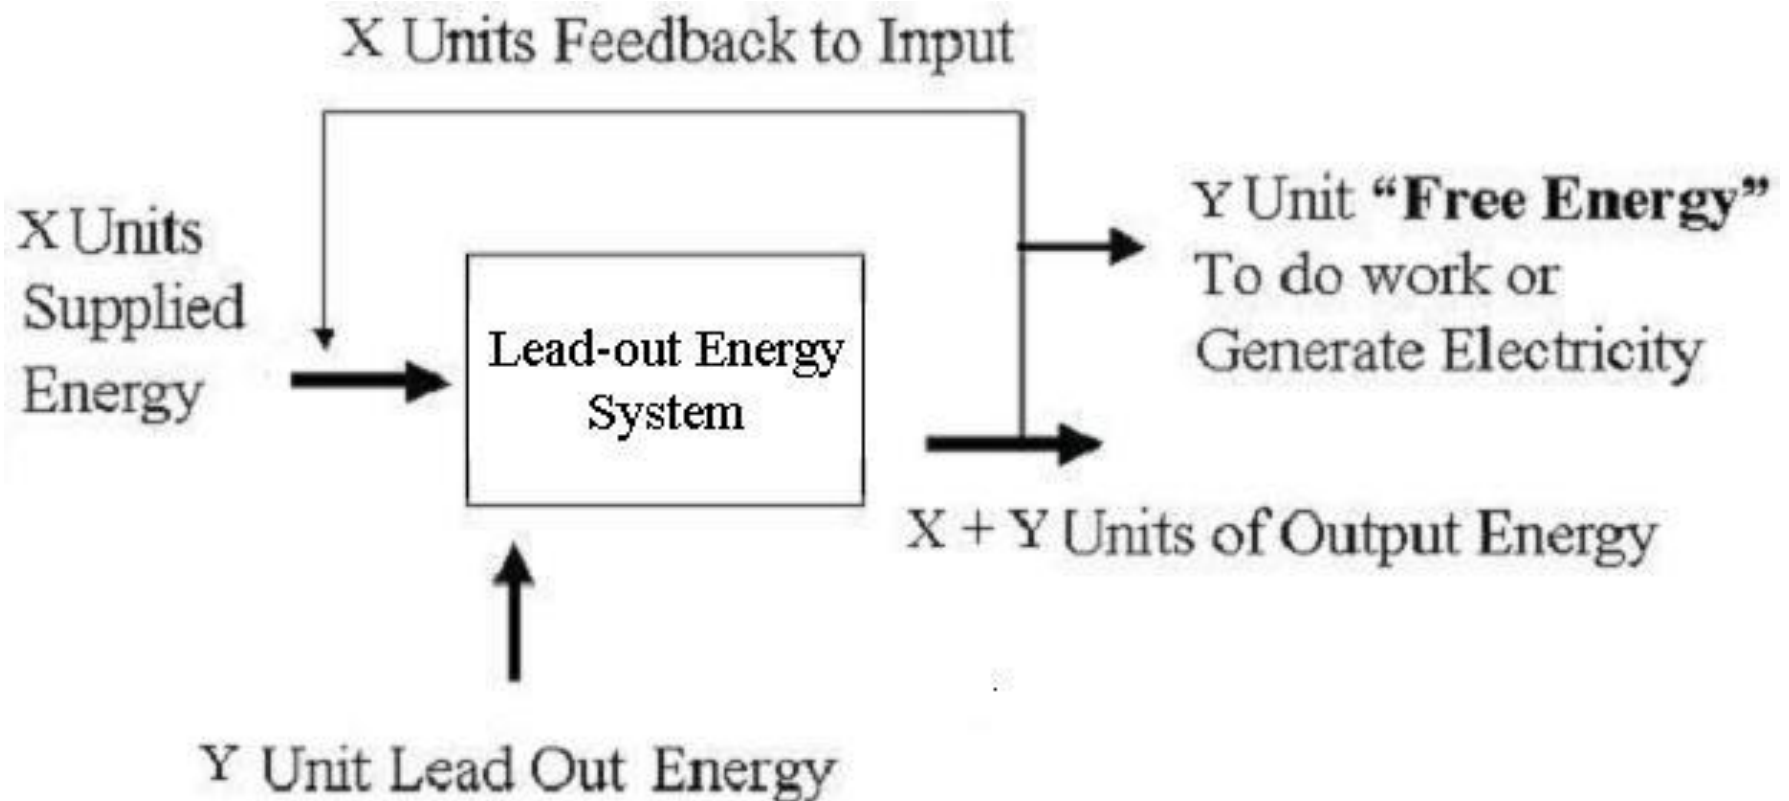 X Units Feedback to Input
X Units
Supplied
Energy
Lead-out Energy
System
Y Unit “Free Energy”
To do work or
Generate Electricity
X + Y Units of Output Energy
Y Unit Lead Out Energy